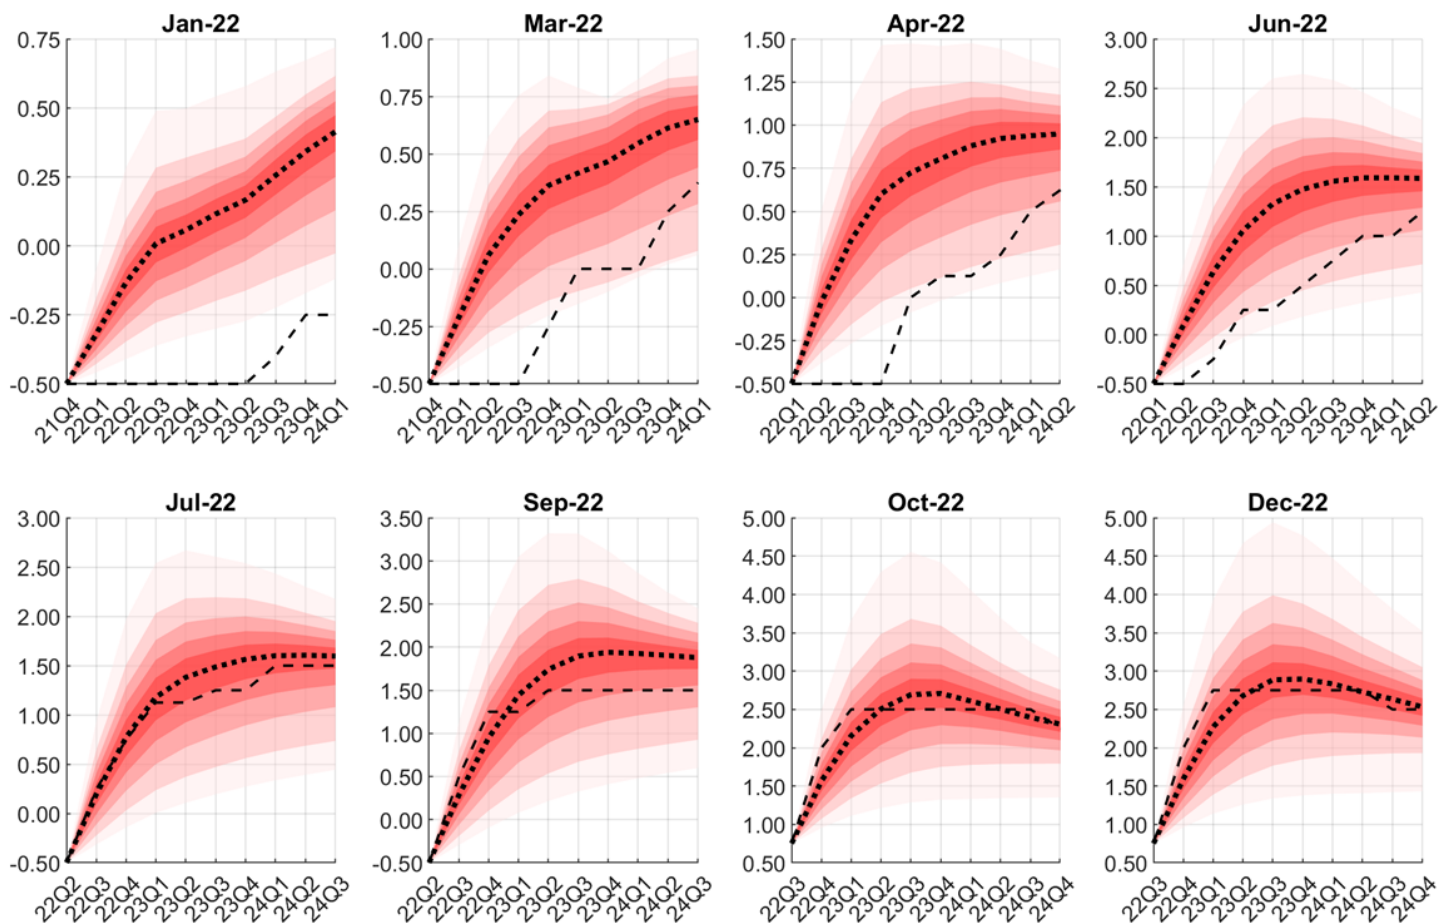 Jan-22 Mar-22 Apr-22 Jun-22
0.75 1.00 1.50 3.00
1.25 2.50
0.50 0.75 1.00 2.00
0.50 0.75
0.25 0.25 0.50 1.50
0.00 0.00 0.25 1.00
0.00 0.50
-0.25 -0.25 -0.25 0.00
-0.50 -0.50 -0.50 -0.50
21Q4 22Q1 22Q2 22Q3 22Q4 23Q1 23Q2 23Q3 23Q4 24Q1
21Q4 22Q1 22Q2 22Q3 22Q4 23Q1 23Q2 23Q3 23Q4 24Q1
22Q1 22Q2 22Q3 22Q4 23Q1 23Q2 23Q3 23Q4 24Q1 24Q2
22Q1 22Q2 22Q3 22Q4 23Q1 23Q2 23Q3 23Q4 24Q1 24Q2
Jul-22 Sep-22 Oct-22 Dec-22
3.00 3.50 5.00 5.00
2.50 3.00 4.50 4.50
2.50 4.00 4.00
2.00 2.00 3.50 3.50
1.50 1.50 3.00 3.00
1.00 1.00 2.50 2.50
0.50 0.50 2.00 2.00
0.00 0.00 1.50 1.50
1.00 1.00
-0.50 -0.50 0.50 0.50
22Q2 22Q3 22Q4 23Q1 23Q2 23Q3 23Q4 24Q1 24Q2 24Q3
22Q2 22Q3 22Q4 23Q1 23Q2 23Q3 23Q4 24Q1 24Q2 24Q3
22Q3 22Q4 23Q1 23Q2 23Q3 23Q4 24Q1 24Q2 24Q3 24Q4
22Q3 22Q4 23Q1 23Q2 23Q3 23Q4 24Q1 24Q2 24Q3 24Q4